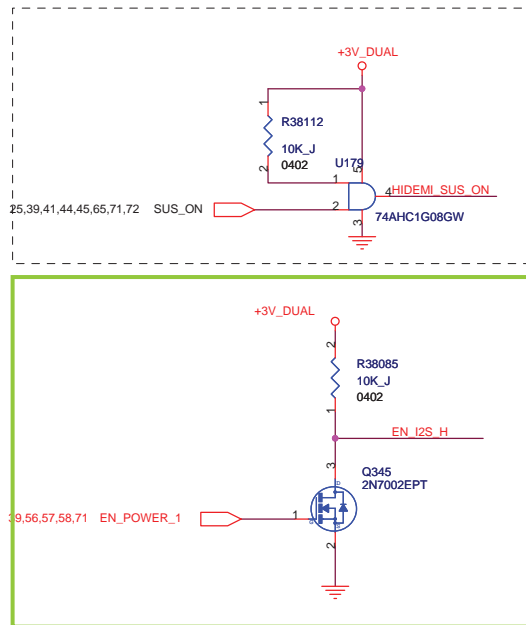 +3V_DUAL
1
R38112
10K_J
2
0402
U179
5
1
4
HIDEMI_SUS_ON
25,39,41,44,45,65,71,72 SUS_ON
2
74AHC1G08GW
3
+3V_DUAL
2
R38085
10K_J
0402
1
EN_I2S_H
3
Q345
2N7002EPT
D
39,56,57,58,71 EN_POWER_1
1
G
S
2